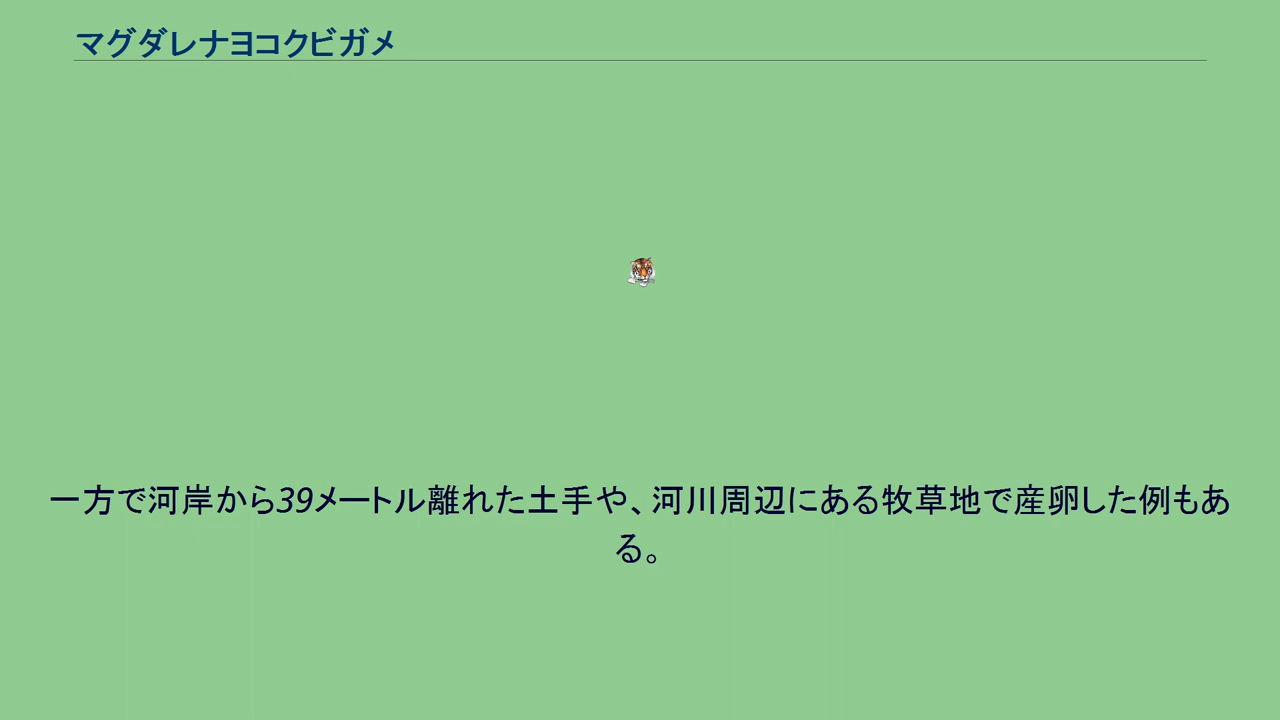 マグダレナヨコクビガメ
一方で河岸から39メートル離れた土手や、河川周辺にある牧草地で産卵した例もあ
る。